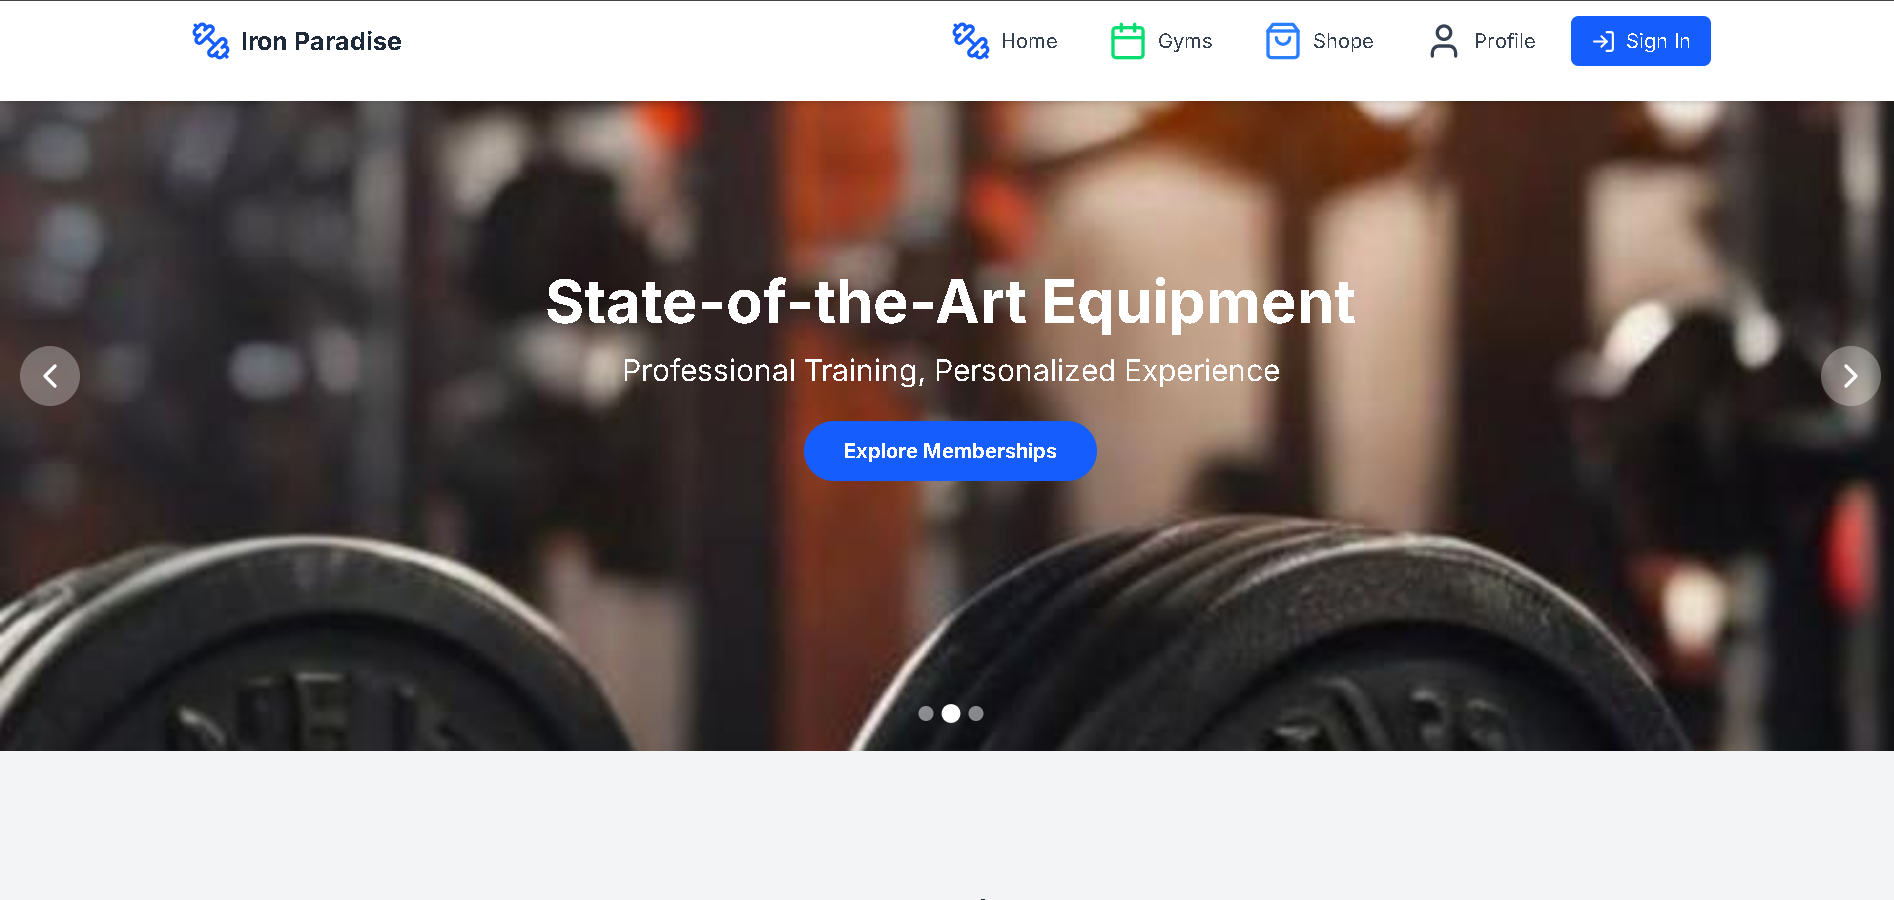 Iron Paradise
Home
Gyms
Shope
Profile
Sign In
State-of-the-Art Equipment
Professional Training, Personalized Experience
Explore Memberships